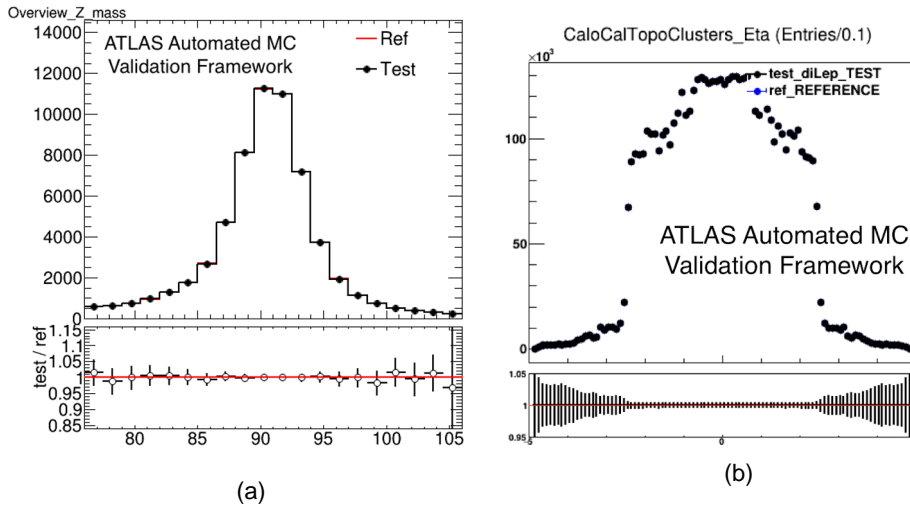 Overview_Z_mass
14000
12000
10000
8000
6000
4000
2000
0
ATLAS Automated MC
Validation Framework
Ref
Test
test / ref
1.15
1.1
1.05
1
0.95
0.9
0.85
80
85
90
95
100
105
(a)
CaloCalTopoClusters_Eta (Entries/0.1)
×10³
100
50
0
test_diLep_TEST
ref_REFERENCE
ATLAS Automated MC
Validation Framework
1.05
1
0.95
0
(b)